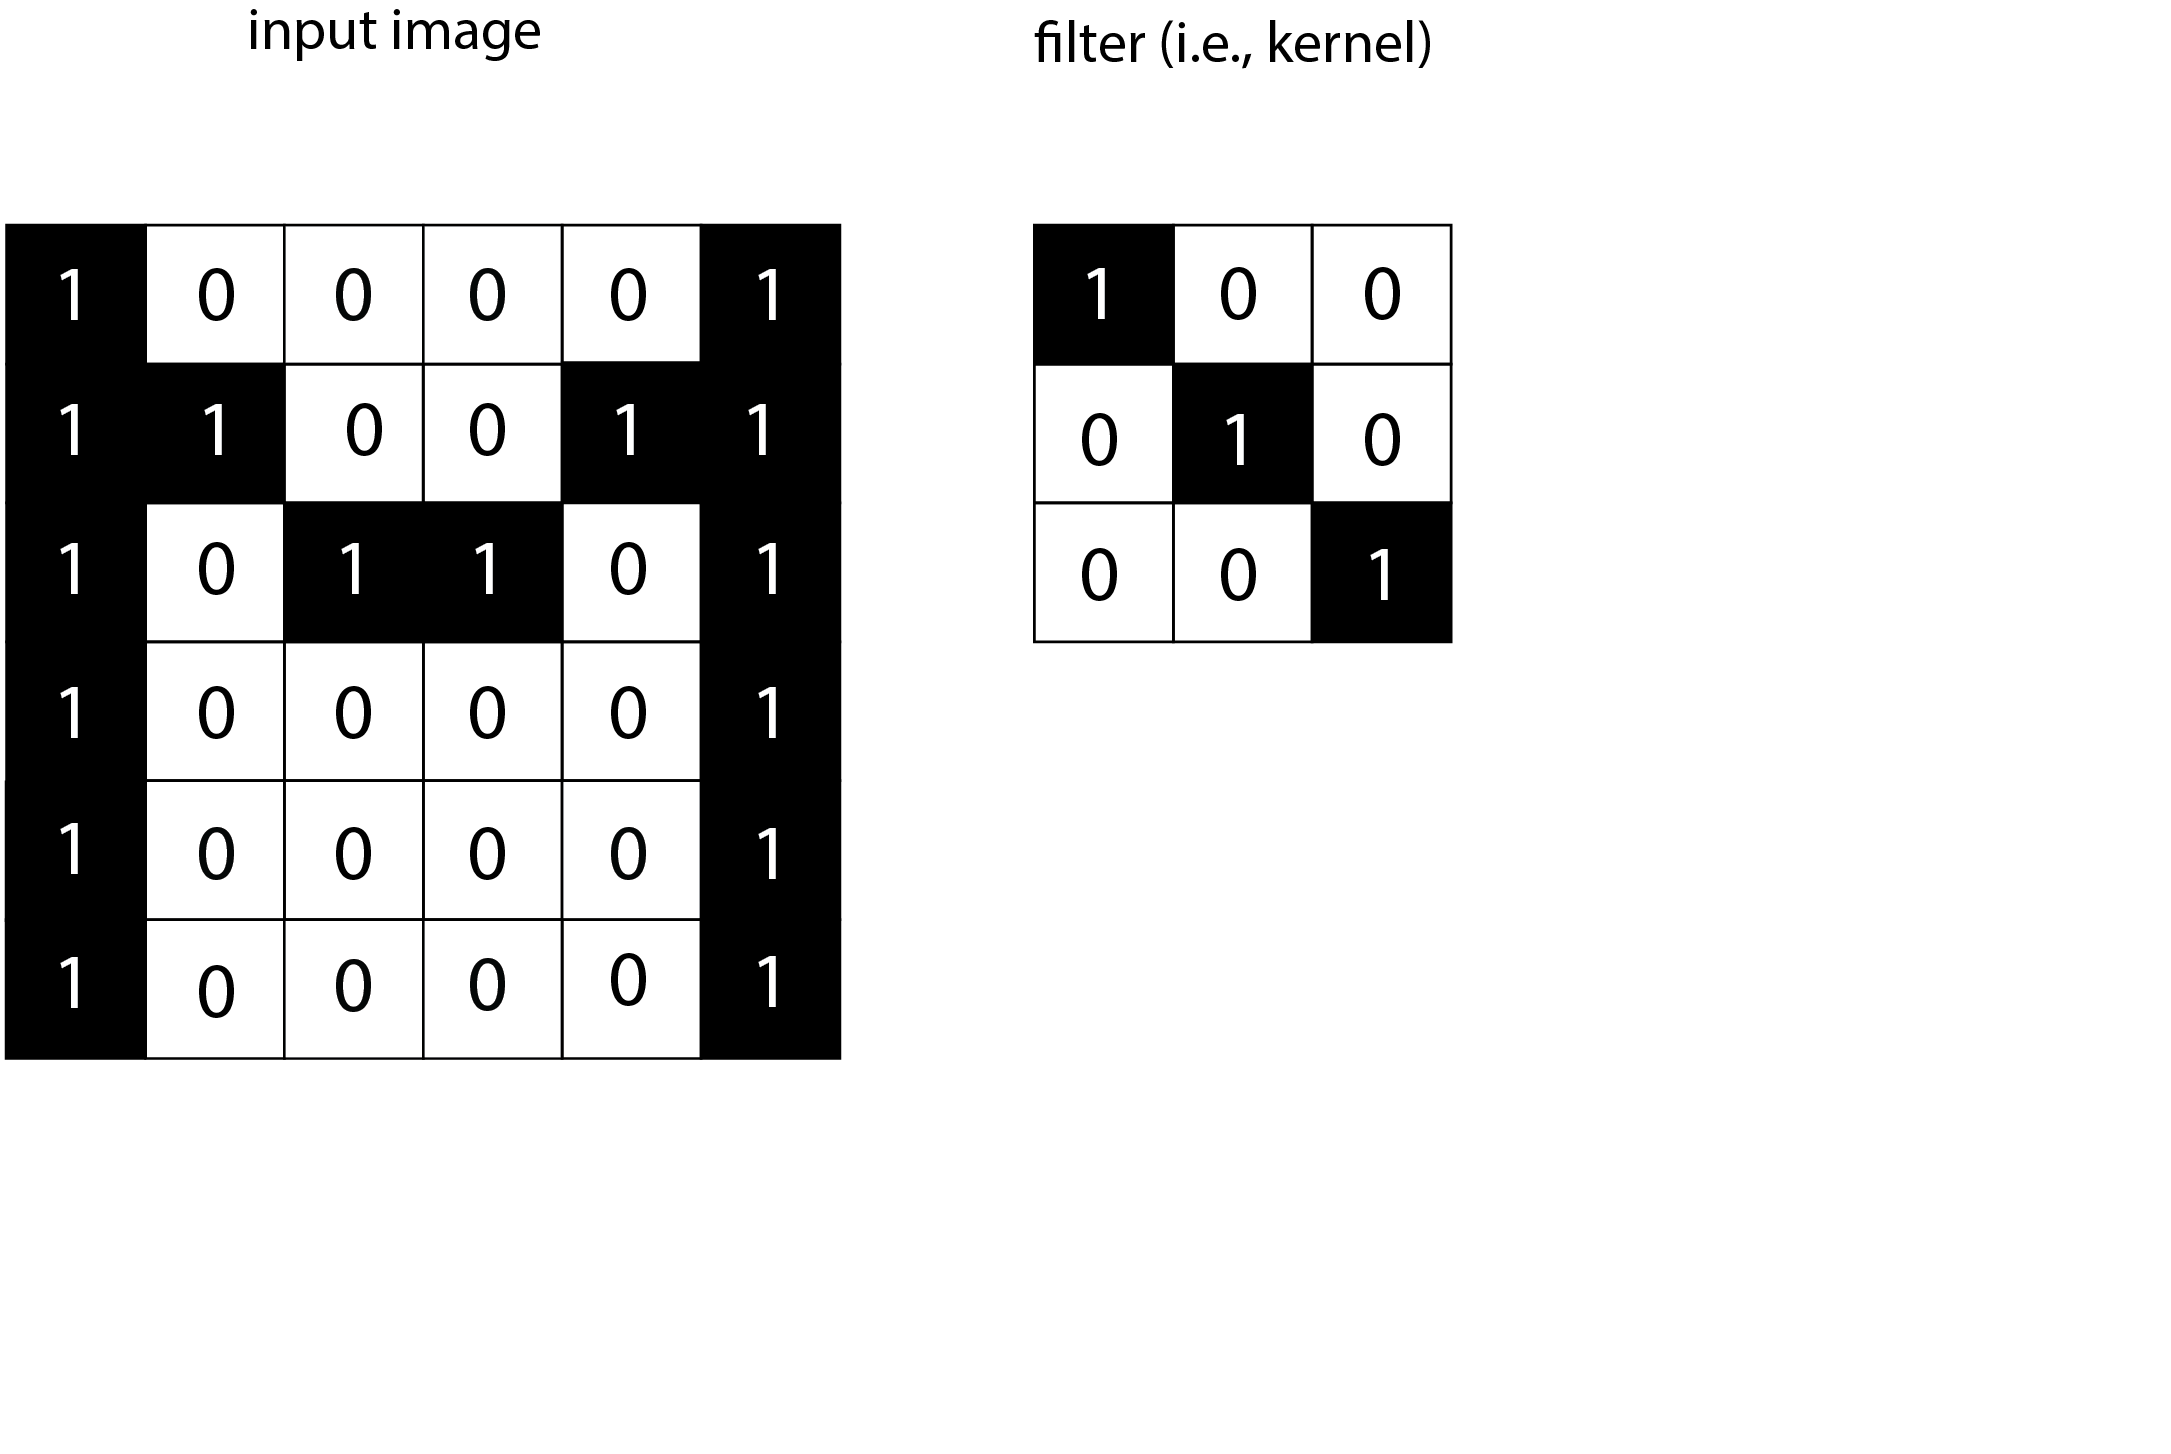 input image
filter (i.e., kernel)
1 0 0 0 0 1
1 0 0
1 1 0 0 1 1
0 1 0
1 0 1 1 0 1
0 0 1
1 0 0 0 0 1
1 0 0 0 0 1
1 0 0 0 0 1